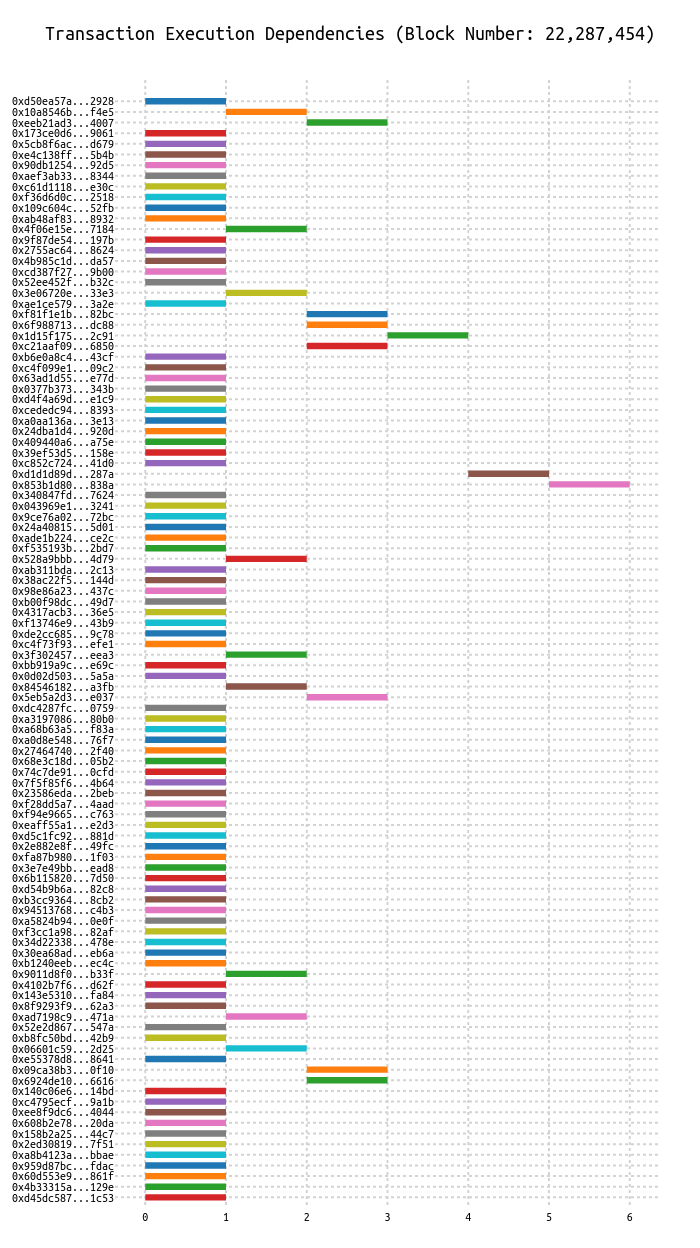 Transaction Execution Dependencies (Block Number: 22,287,454)
0xd50ea57a...2928
0x10a8546b...f4e5
0xeeb21ad3...4007
0x173ce0d6...9061
0x5cb8f6ac...d679
0xe4c138ff...5b4b
0x90db1254...92d5
0xaef3ab33...8344
0xc61d1118...e30c
0xf36d6d0c...2518
0x109c604c...52fb
0xab48af83...8932
0x4f06e15e...7184
0x9f87de54...197b
0x2755ac64...8624
0x4b985c1d...da57
0xcd387f27...9b00
0x52ee452f...b32c
0x3e06720e...33e3
0xae1ce579...3a2e
0xf81f1e1b...82bc
0x6f988713...dc88
0x1d15f175...2c91
0xc21aaf09...6850
0xb6e0a8c4...43cf
0xc4f099e1...09c2
0x63ad1d55...e77d
0x0377b373...343b
0xd4f4a69d...e1c9
0xcededc94...8393
0xa0aa136a...3e13
0x24dba1d4...920d
0x409440a6...a75e
0x39ef53d5...158e
0xc852c724...41d0
0xd1d1d89d...287a
0x853b1d80...838a
0x340847fd...7624
0x043969e1...3241
0x9ce76a02...72bc
0x24a40815...5d01
0xade1b224...ce2c
0xf535193b...2bd7
0x528a9bbb...4d79
0xab311bda...2c13
0x38ac22f5...144d
0x98e86a23...437c
0xb00f98dc...49d7
0x4317acb3...36e5
0xf13746e9...43b9
0xde2cc685...9c78
0xc4f73f93...efe1
0x3f302457...eea3
0xbb919a9c...e69c
0x0d02d503...5a5a
0x84546182...a3fb
0x5eb5a2d3...e037
0xdc4287fc...0759
0xa3197086...80b0
0xa68b63a5...f83a
0xa0d8e548...76f7
0x27464740...2f40
0x68e3c18d...05b2
0x74c7de91...0cfd
0x7f5f85f6...4b64
0x23586eda...2beb
0xf28dd5a7...4aad
0xf94e9665...c763
0xeaff55a1...e2d3
0xd5c1fc92...881d
0x2e882e8f...49fc
0xfa87b980...1f03
0x3e7e49bb...ead8
0x6b115820...7d50
0xd54b9b6a...82c8
0xb3cc9364...8cb2
0x94513768...c4b3
0xa5824b94...0e0f
0xf3cc1a98...82af
0x34d22338...478e
0x30ea68ad...eb6a
0xb1240eeb...ec4c
0x9011d8f0...b33f
0x4102b7f6...d62f
0x143e5310...fa84
0x8f9293f9...62a3
0xad7198c9...471a
0x52e2d867...547a
0xb8fc50bd...42b9
0x06601c59...2d25
0xe55378d8...8641
0x09ca38b3...0f10
0x6924de10...6616
0x140c06e6...14bd
0xc4795ecf...9a1b
0xee8f9dc6...4044
0x608b2e78...20da
0x158b2a25...44c7
0x2ed30819...7f51
0xa8b4123a...bbae
0x959d87bc...fdac
0x60d553e9...861f
0x4b33315a...129e
0xd45dc587...1c53
0 1 2 3 4 5 6